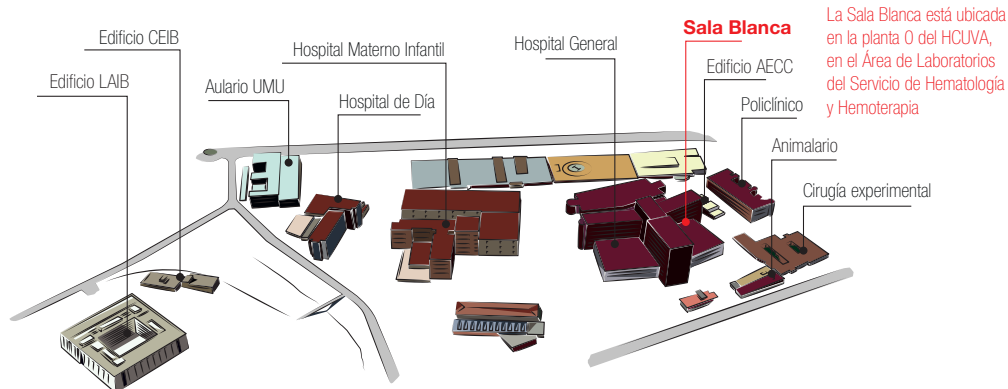 La Sala Blanca está ubicada
en la planta 0 del HCUVA,
en el Área de Laboratorios
del Servicio de Hematología
y Hemoterapia
Sala Blanca
Edificio CEIB
Hospital Materno Infantil
Hospital General
Edificio AECC
Edificio LAIB
Aulario UMU
Hospital de Día
Policlínico
Animalario
Cirugía experimental